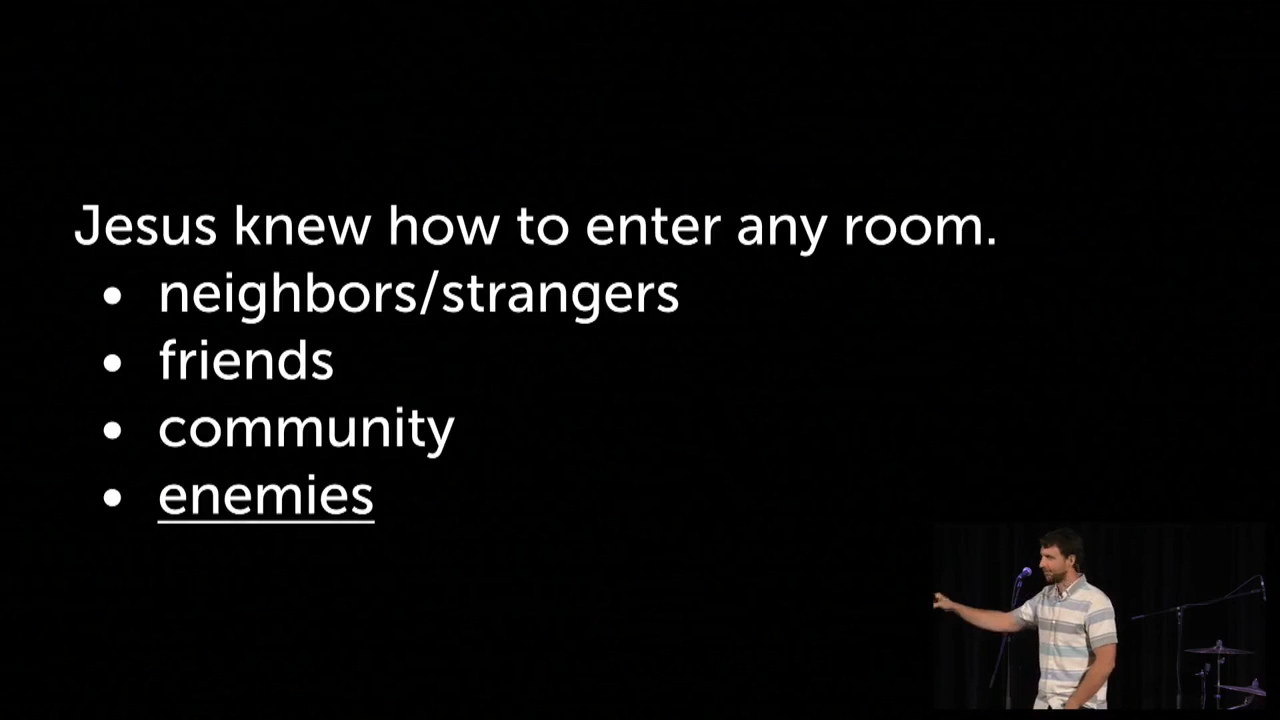 Jesus knew how to enter any room.
• neighbors/strangers
• friends
• community
• enemies